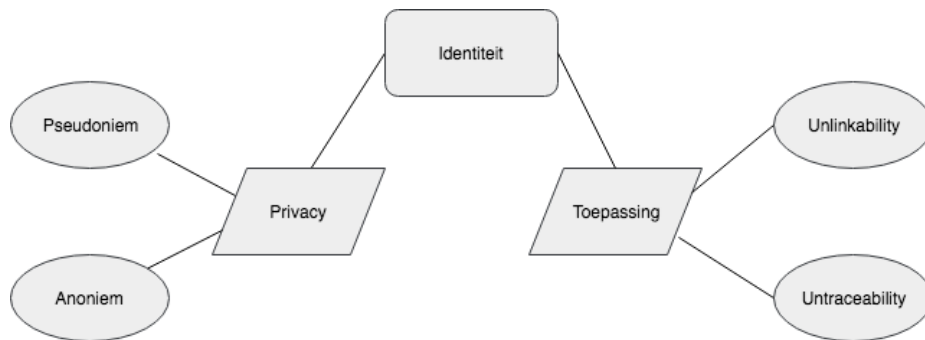 Identiteit
Pseudoniem
Unlinkability
Privacy
Toepassing
Anoniem
Untraceability